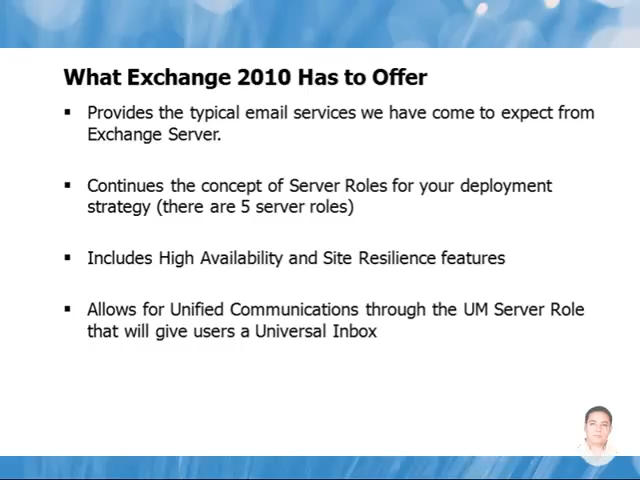 What Exchange 2010 Has to Offer
▪ Provides the typical email services we have come to expect from
Exchange Server.
▪ Continues the concept of Server Roles for your deployment
strategy (there are 5 server roles)
▪ Includes High Availability and Site Resilience features
▪ Allows for Unified Communications through the UM Server Role
that will give users a Universal Inbox